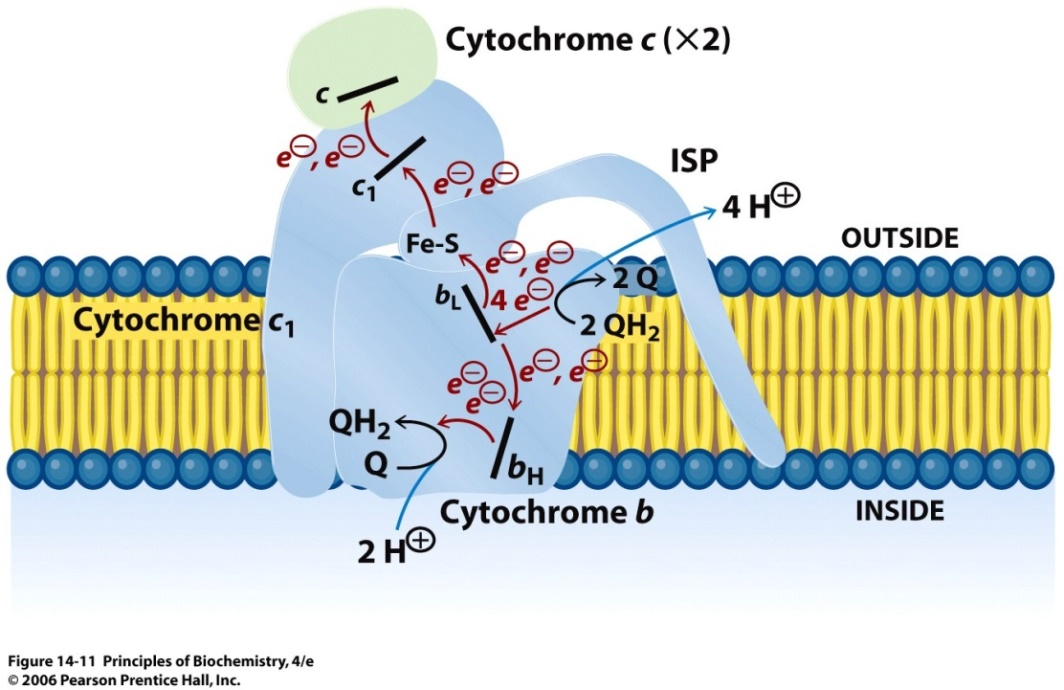 Cytochrome c (×2)
c
e⊖, e⊖
c₁
e⊖, e⊖
ISP
4 H⊕
Fe-S
OUTSIDE
e⊖, e⊖
bL
4 e⊖
2 Q
Cytochrome c₁
2 QH₂
e⊖, e⊖
e⊖
e⊖
QH₂
Q
bH
Cytochrome b
INSIDE
2 H⊕
Figure 14-11 Principles of Biochemistry, 4/e
© 2006 Pearson Prentice Hall, Inc.